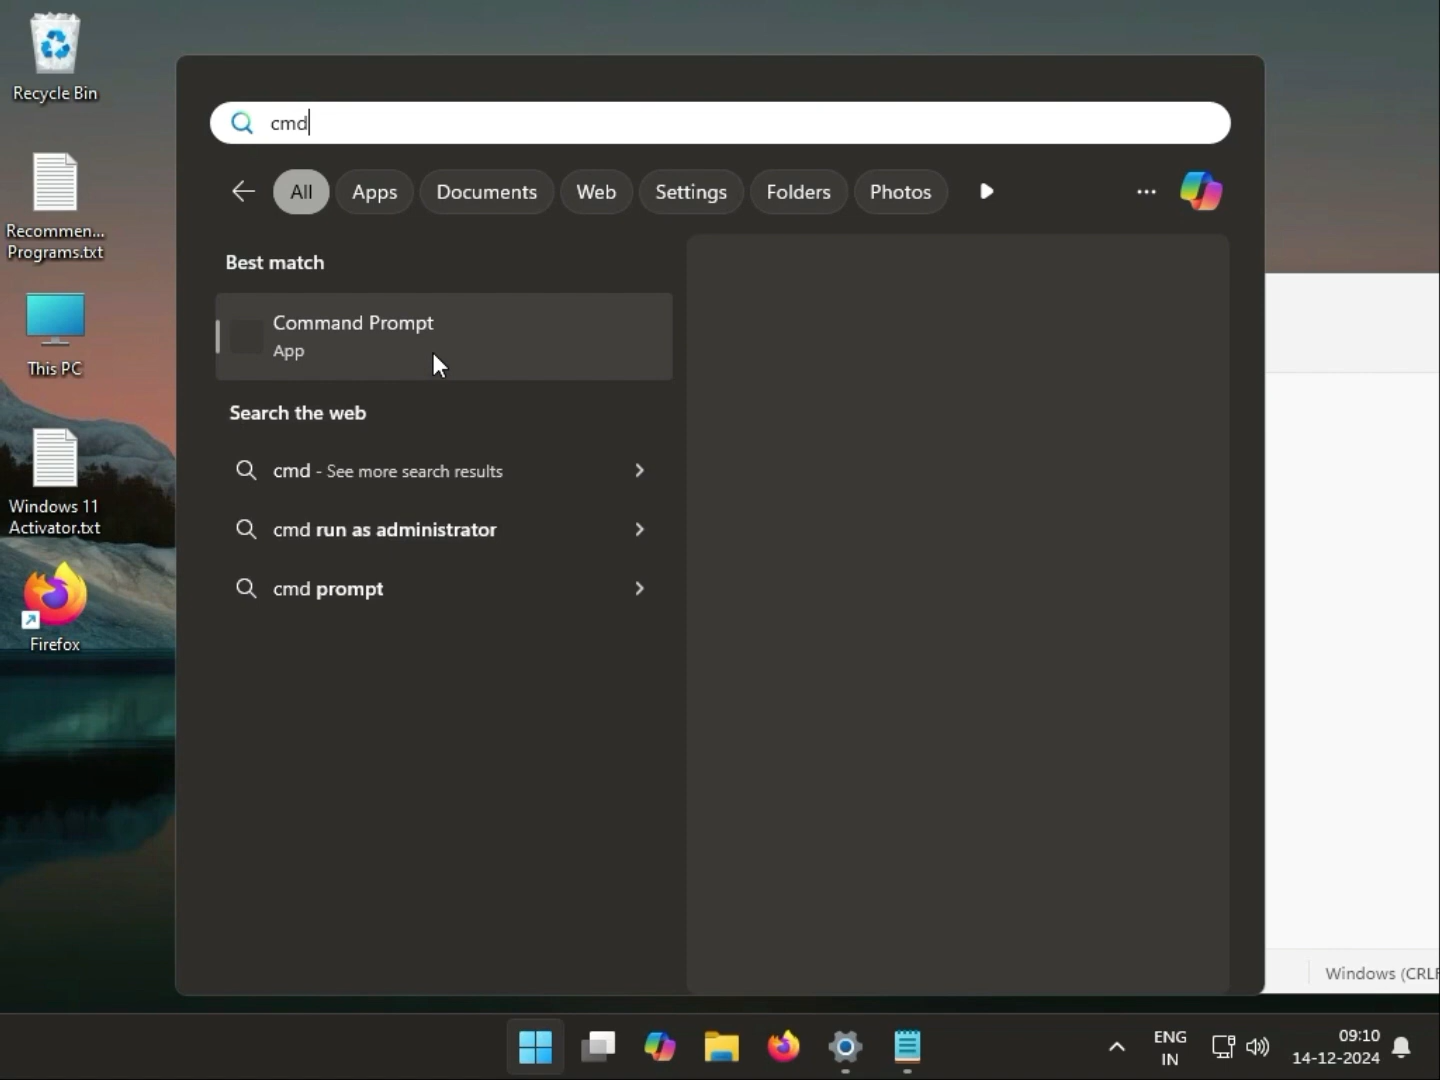 Recycle Bin
Recommen...
Programs.txt
This PC
Windows 11
Activator.txt
Firefox
cmd
All
Apps
Documents
Web
Settings
Folders
Photos
Best match
Command Prompt
App
Search the web
cmd - See more search results
cmd run as administrator
cmd prompt
Windows (CRLF
ENG
IN
09:10
14-12-2024